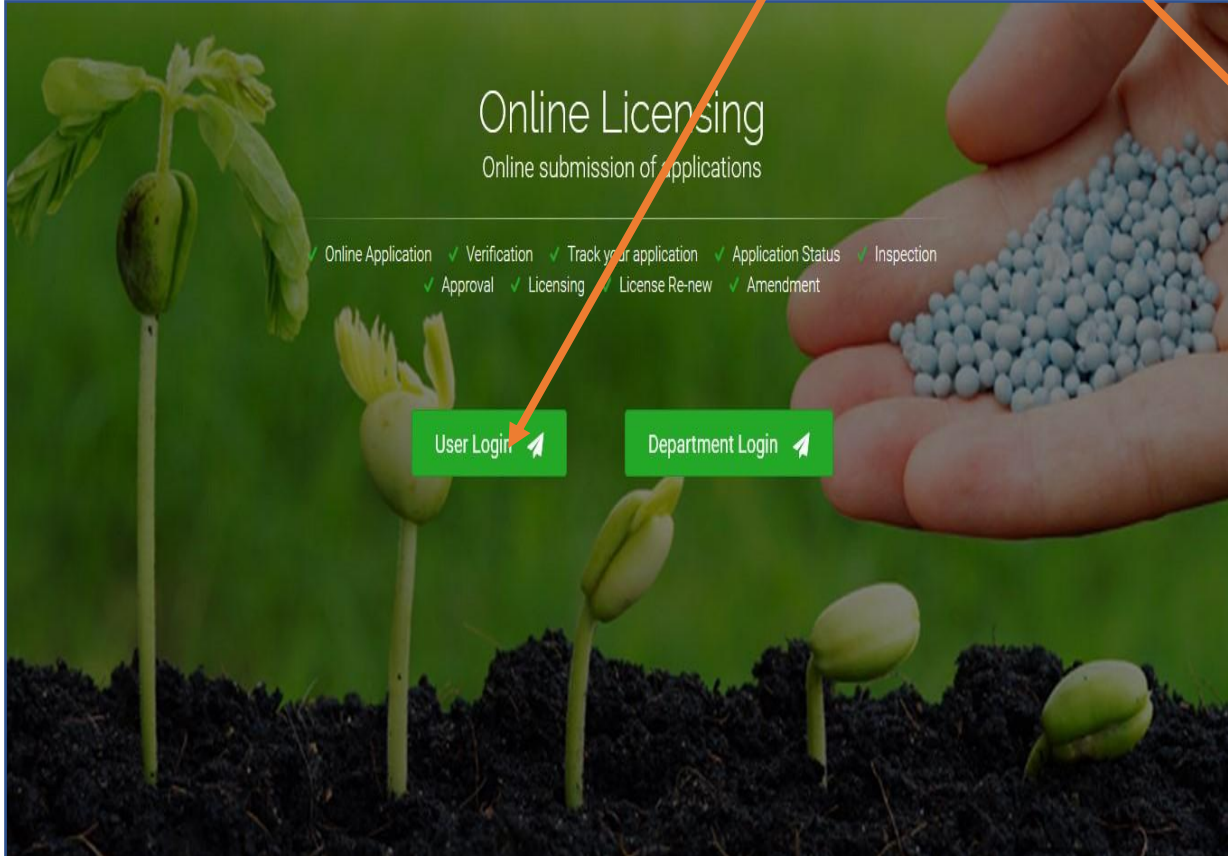 Online Licensing
Online submission of applications
✓ Online Application ✓ Verification ✓ Track your application ✓ Application Status ✓ Inspection
✓ Approval ✓ Licensing ✓ License Re-new ✓ Amendment
User Login
Department Login